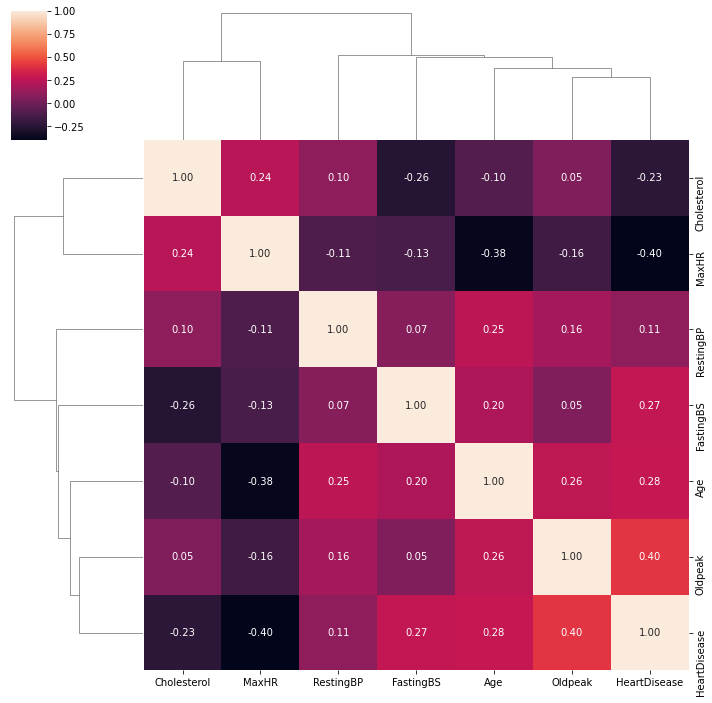 1.00
0.75
0.50
0.25
0.00
−0.25
1.00 0.24 0.10 -0.26 -0.10 0.05 -0.23 Cholesterol
0.24 1.00 -0.11 -0.13 -0.38 -0.16 -0.40 MaxHR
0.10 -0.11 1.00 0.07 0.25 0.16 0.11 RestingBP
-0.26 -0.13 0.07 1.00 0.20 0.05 0.27 FastingBS
-0.10 -0.38 0.25 0.20 1.00 0.26 0.28 Age
0.05 -0.16 0.16 0.05 0.26 1.00 0.40 Oldpeak
-0.23 -0.40 0.11 0.27 0.28 0.40 1.00 HeartDisease
Cholesterol MaxHR RestingBP FastingBS Age Oldpeak HeartDisease